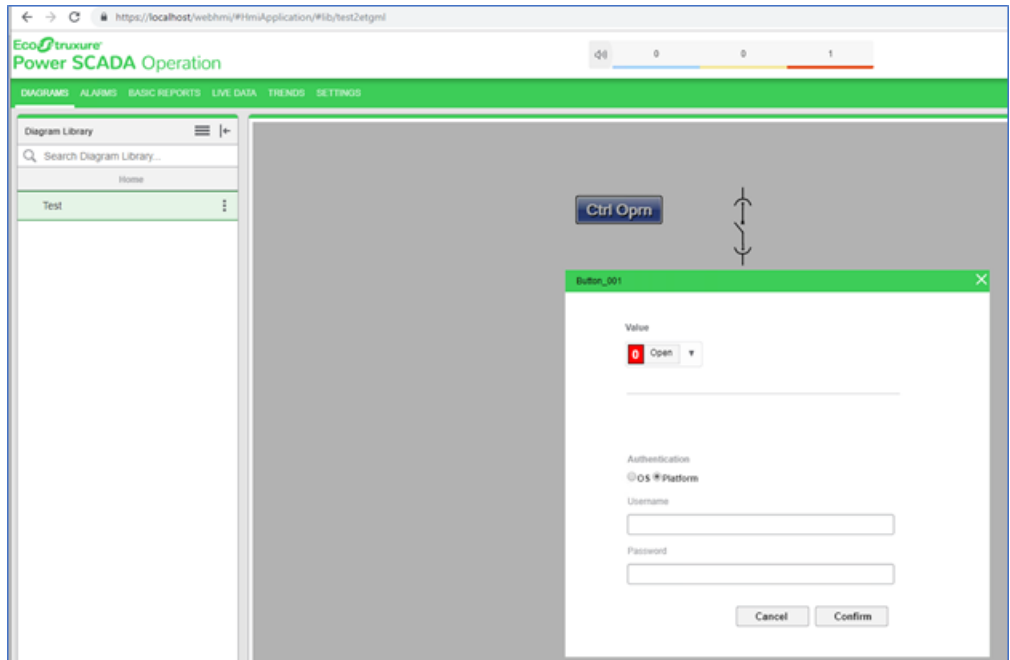 https://localhost/webhmi/#HmiApplication/#lib/test2etgml
EcoStruxure
Power SCADA Operation
0 0 1
DIAGRAMS ALARMS BASIC REPORTS LIVE DATA TRENDS SETTINGS
Diagram Library
Search Diagram Library...
Home
Test
Ctrl Oprn
Button_001
Value
0 Open
Authentication
OS Platform
Username
Password
Cancel Confirm